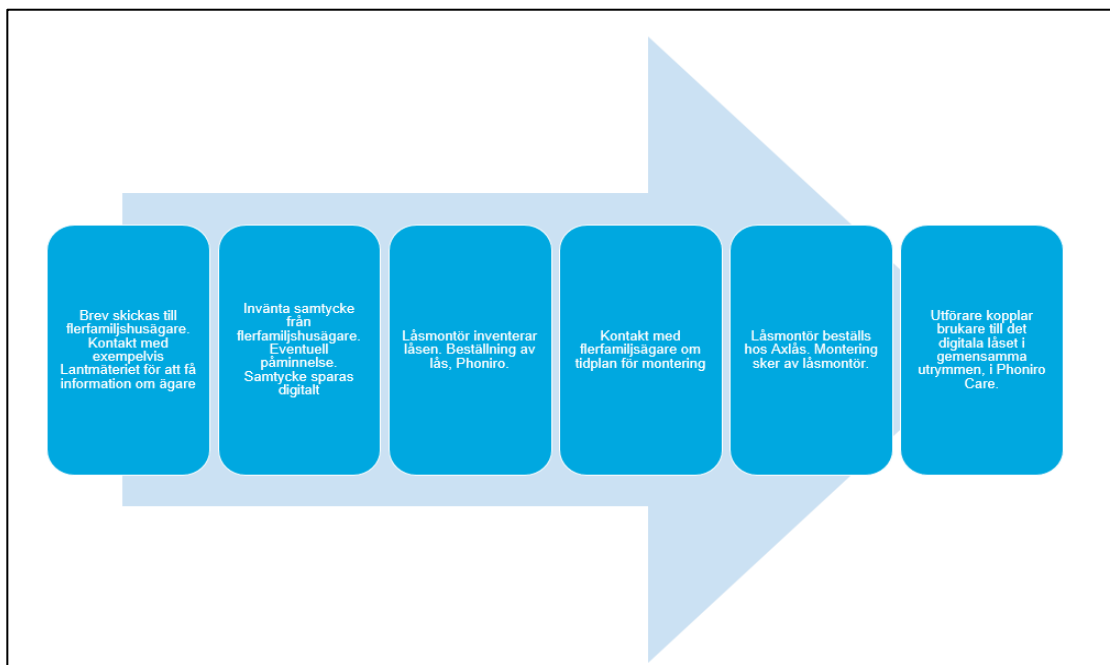 Brev skickas till
flerfamiljshusägare.
Kontakt med
exempelvis
Lantmäteriet för att få
information om ägare
Invänta samtycke
från
flerfamiljshusägare.
Eventuell
påminnelse.
Samtycke sparas
digitalt
Låsmontör inventerar
låsen. Beställning av
lås, Phoniro.
Kontakt med
flerfamiljsägare om
tidplan för montering
Låsmontör beställs
hos Axlås. Montering
sker av låsmontör.
Utförare kopplar
brukare till det
digitala låset i
gemensamma
utrymmen, i Phoniro
Care.